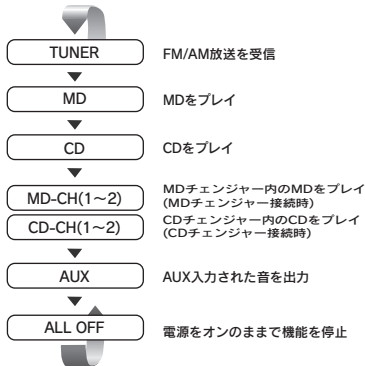 TUNER FM/AM放送を受信
MD MDをプレイ
CD CDをプレイ
MD-CH(1～2) MDチェンジャー内のMDをプレイ
(MDチェンジャー接続時)
CD-CH(1～2) CDチェンジャー内のCDをプレイ
(CDチェンジャー接続時)
AUX AUX入力された音を出力
ALL OFF 電源をオンのままで機能を停止